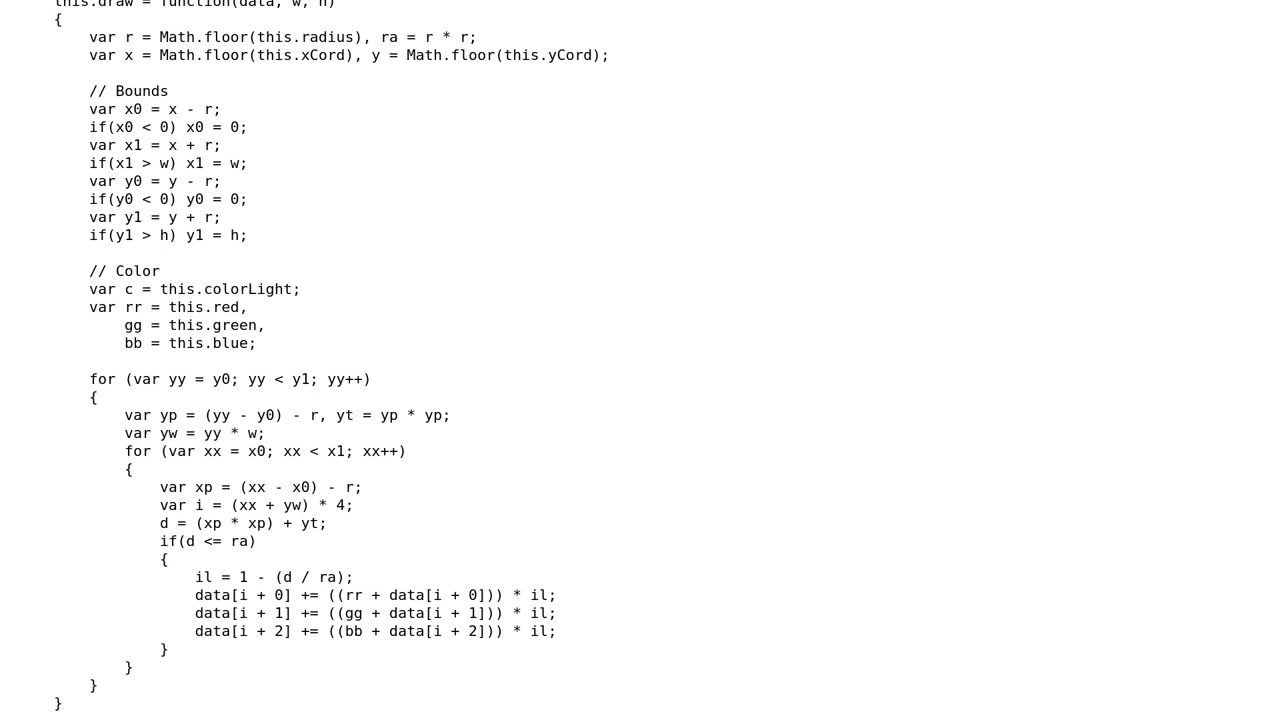 this.draw = function(data, w, h)
{
    var r = Math.floor(this.radius), ra = r * r;
    var x = Math.floor(this.xCord), y = Math.floor(this.yCord);

    // Bounds
    var x0 = x - r;
    if(x0 < 0) x0 = 0;
    var x1 = x + r;
    if(x1 > w) x1 = w;
    var y0 = y - r;
    if(y0 < 0) y0 = 0;
    var y1 = y + r;
    if(y1 > h) y1 = h;

    // Color
    var c = this.colorLight;
    var rr = this.red,
        gg = this.green,
        bb = this.blue;

    for (var yy = y0; yy < y1; yy++)
    {
        var yp = (yy - y0) - r, yt = yp * yp;
        var yw = yy * w;
        for (var xx = x0; xx < x1; xx++)
        {
            var xp = (xx - x0) - r;
            var i = (xx + yw) * 4;
            d = (xp * xp) + yt;
            if(d <= ra)
            {
                il = 1 - (d / ra);
                data[i + 0] += ((rr + data[i + 0])) * il;
                data[i + 1] += ((gg + data[i + 1])) * il;
                data[i + 2] += ((bb + data[i + 2])) * il;
            }
        }
    }
}